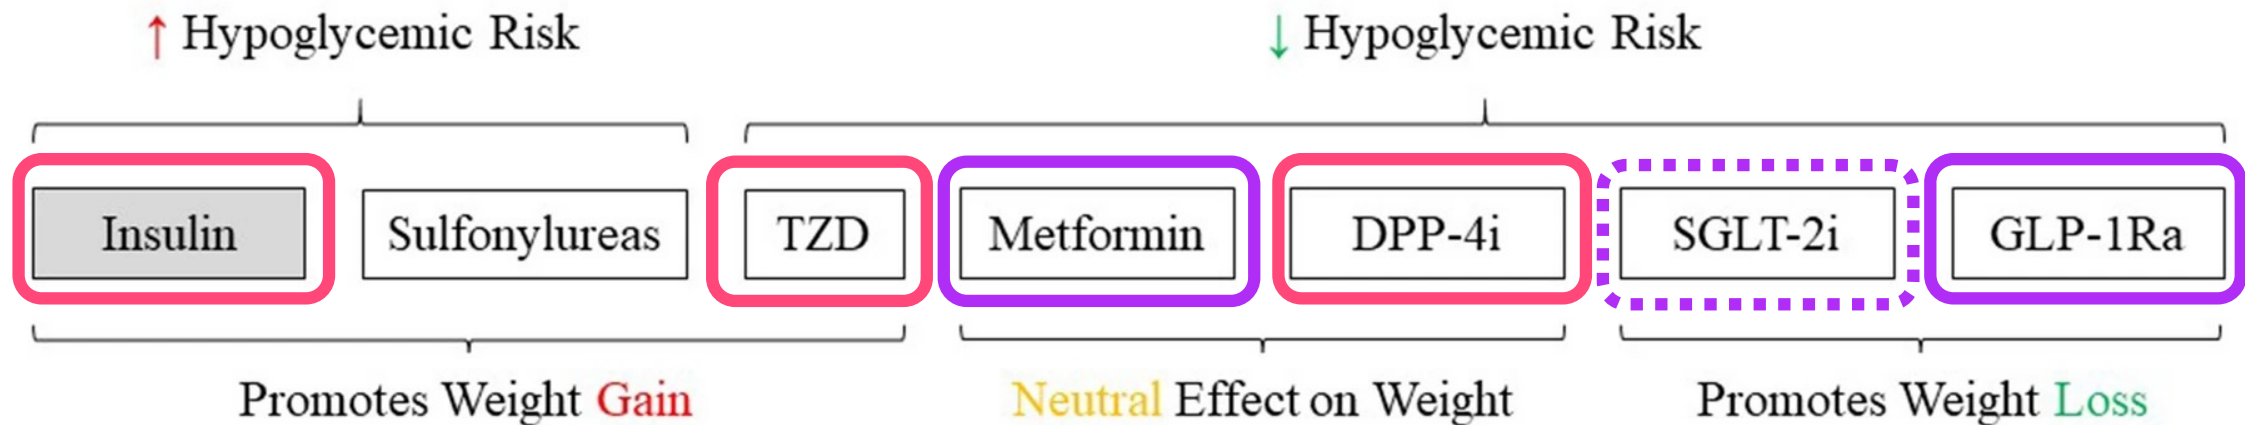 ↑ Hypoglycemic Risk
↓ Hypoglycemic Risk
Insulin
Sulfonylureas
TZD
Metformin
DPP-4i
SGLT-2i
GLP-1Ra
Promotes Weight Gain
Neutral Effect on Weight
Promotes Weight Loss